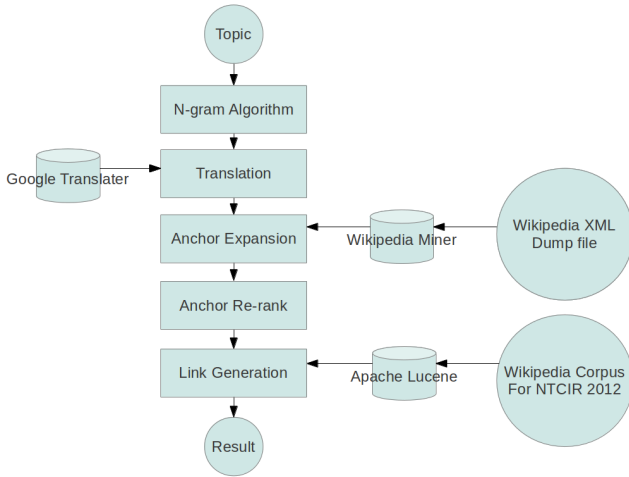 Topic
N-gram Algorithm
Google Translater
Translation
Anchor Expansion
Wikipedia Miner
Wikipedia XML
Dump file
Anchor Re-rank
Link Generation
Apache Lucene
Wikipedia Corpus
For NTCIR 2012
Result